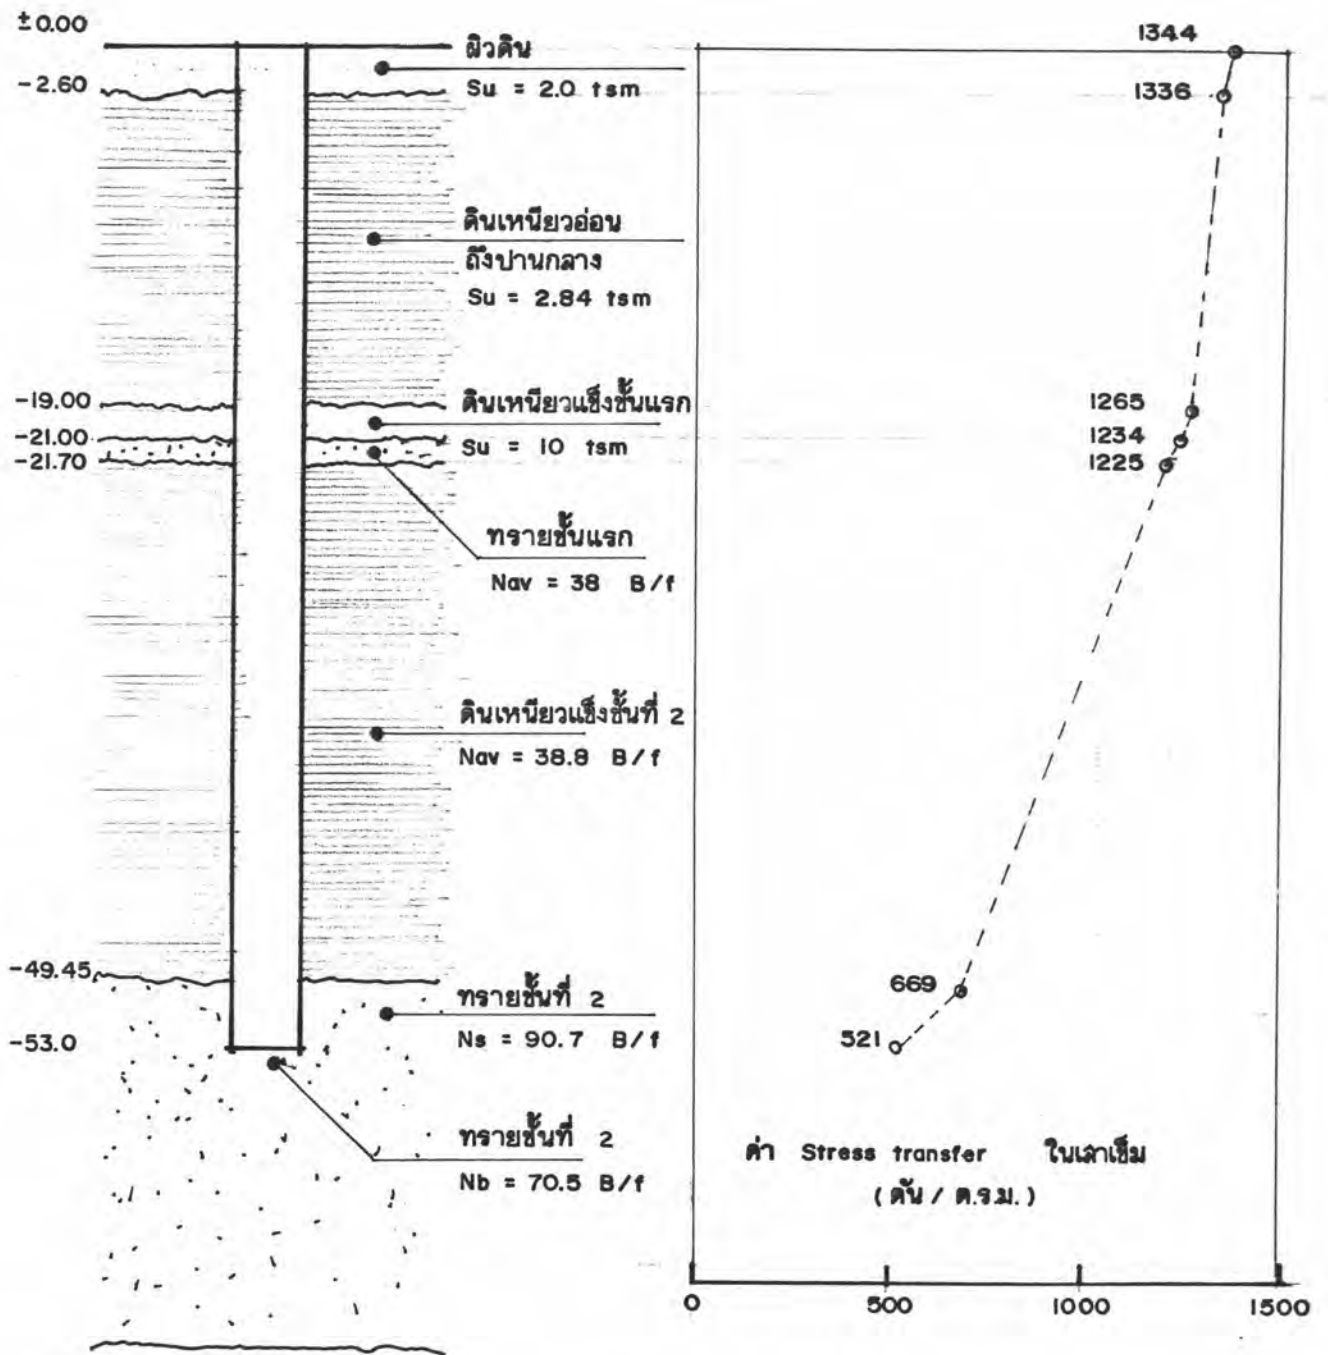 ±0.00
-2.60
-19.00
-21.00
-21.70
-49.45
-53.0
ผิวดิน
Su = 2.0 tsm
ดินเหนียวอ่อน
ถึงปานกลาง
Su = 2.84 tsm
ดินเหนียวแข็งชั้นแรก
Su = 10 tsm
ทรายชั้นแรก
Nav = 38 B/f
ดินเหนียวแข็งชั้นที่ 2
Nav = 38.8 B/f
ทรายชั้นที่ 2
Ns = 90.7 B/f
ทรายชั้นที่ 2
Nb = 70.5 B/f
1344
1336
1265
1234
1225
669
521
ค่า Stress transfer ในเสาเข็ม
(ตัน / ต.ร.ม.)
0 500 1000 1500